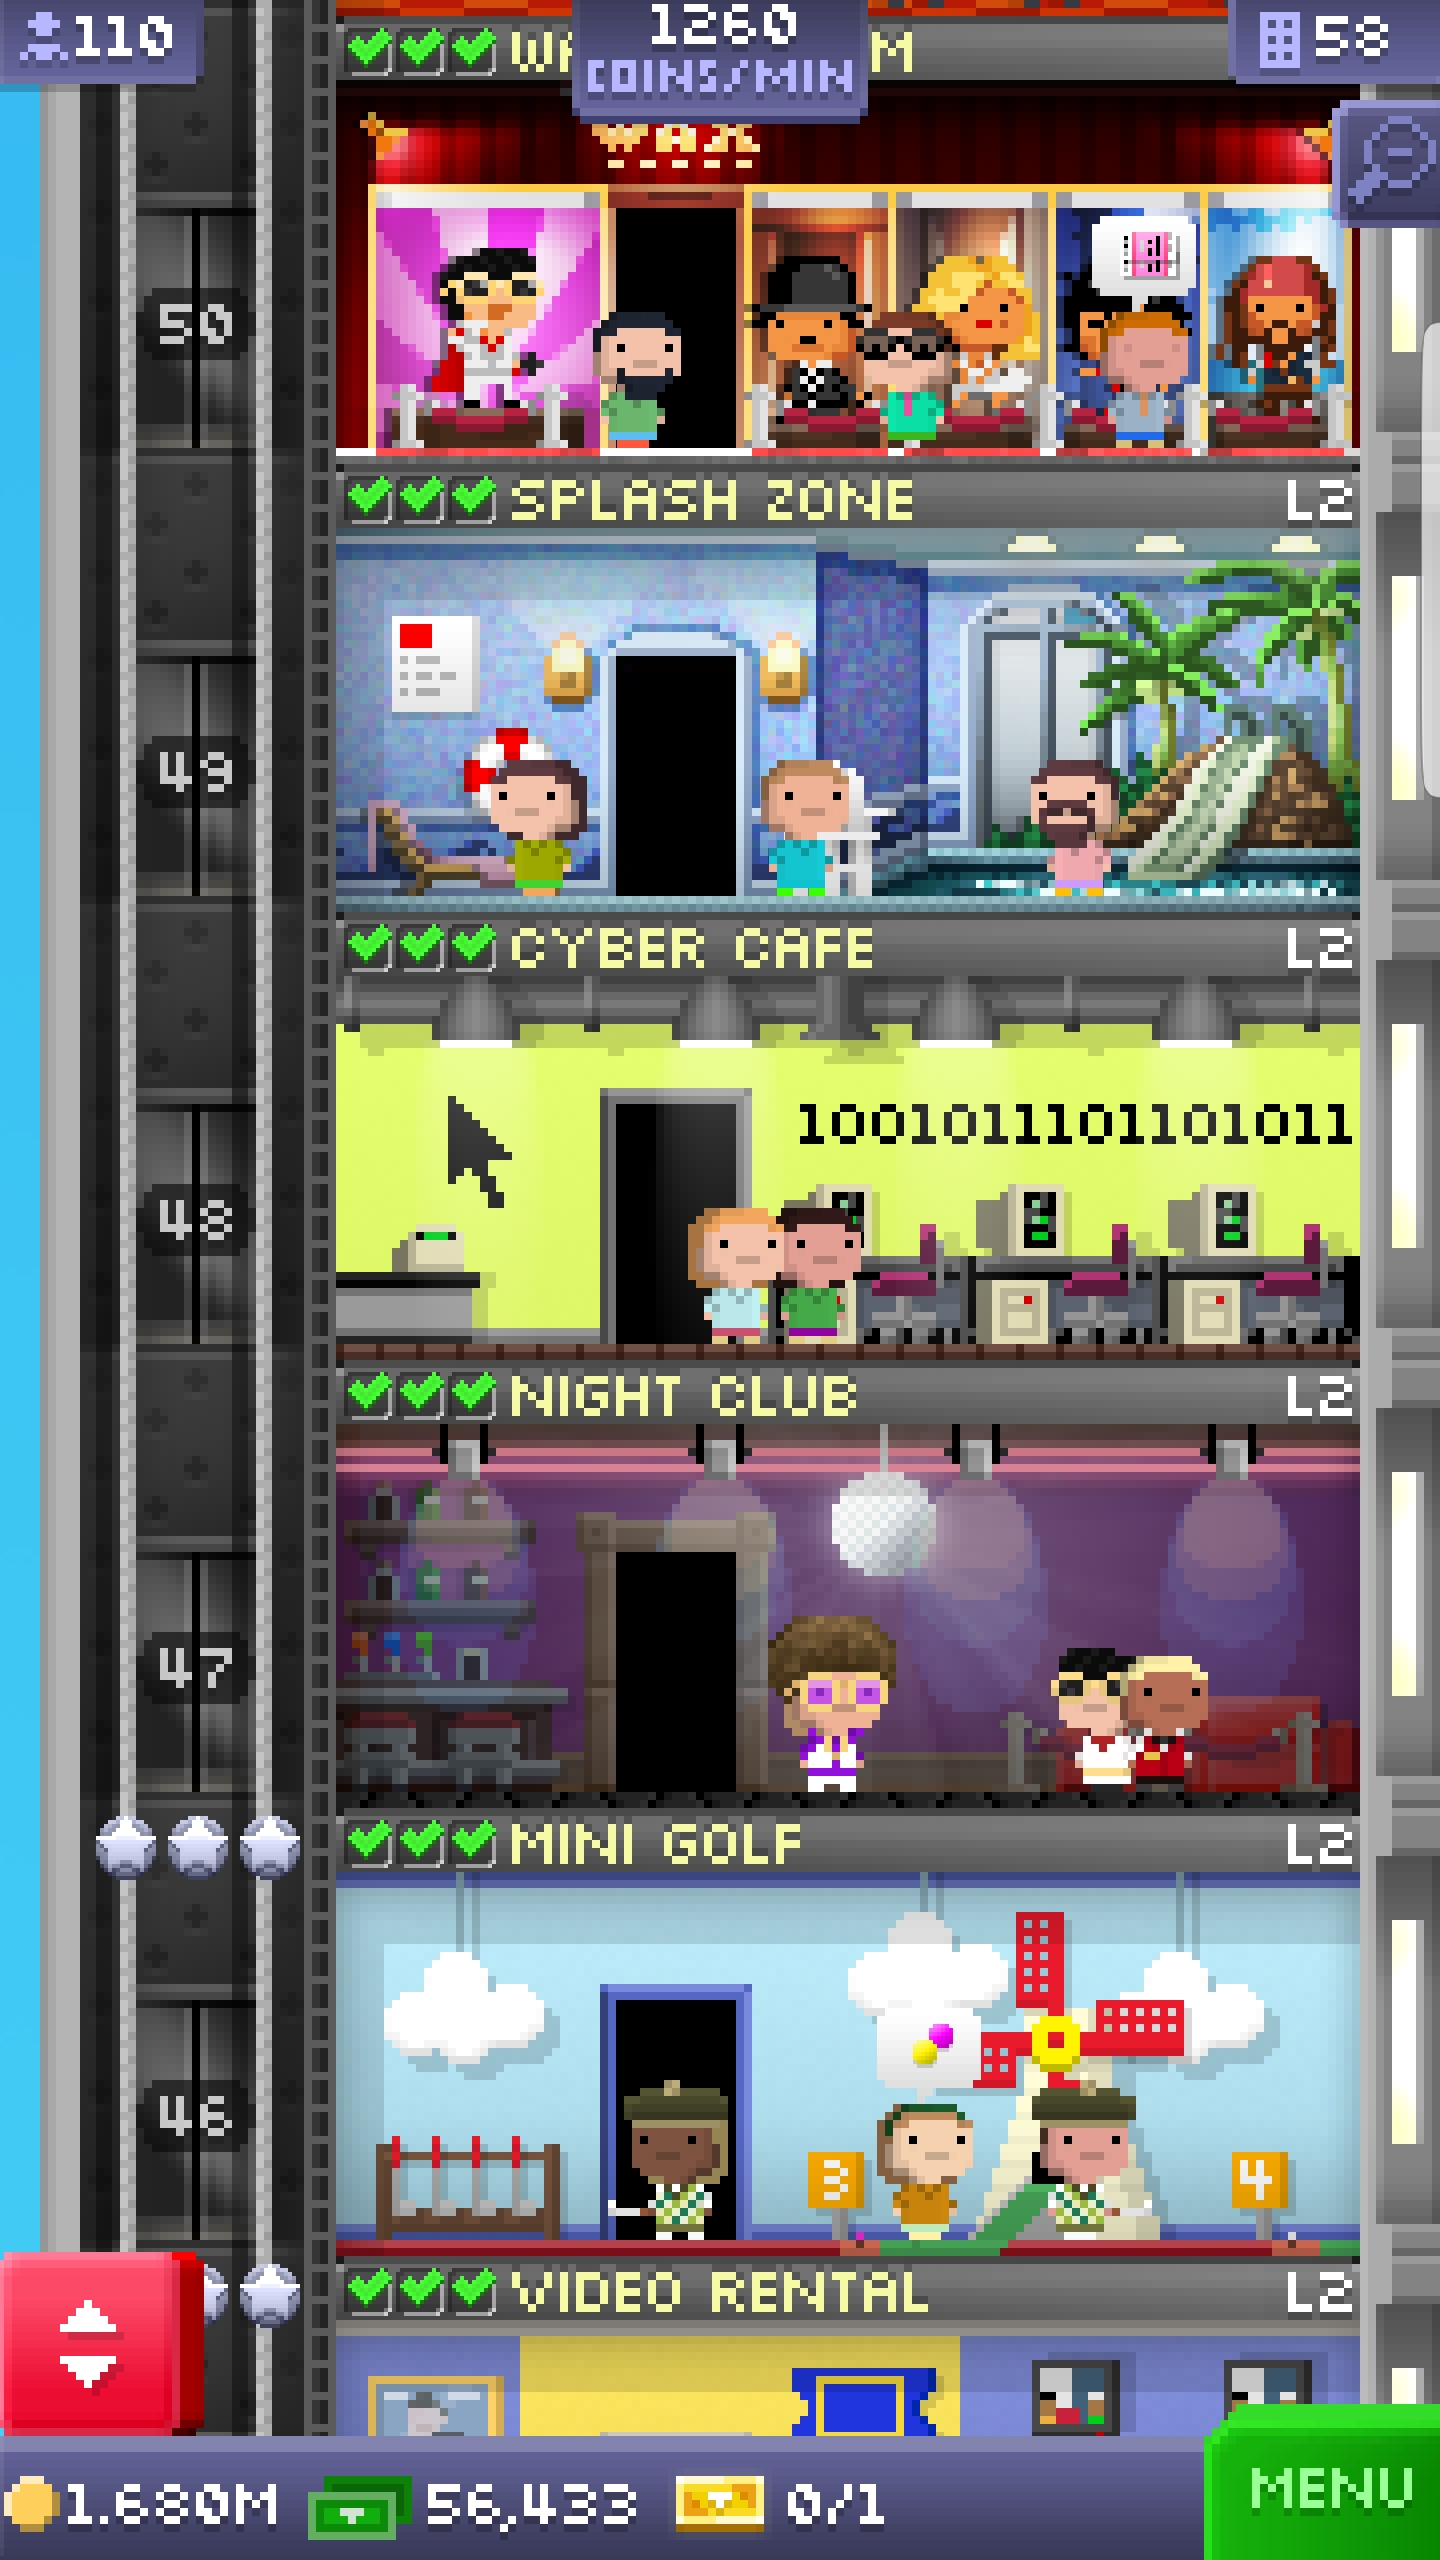 110
1260
COINS/MIN
58
WA M
WAX
50
SPLASH ZONE L2
49
CYBER CAFE L2
1001011101101011
48
NIGHT CLUB L2
47
MINI GOLF L2
46
3
4
VIDEO RENTAL L2
1.680M 56,433 0/1
MENU